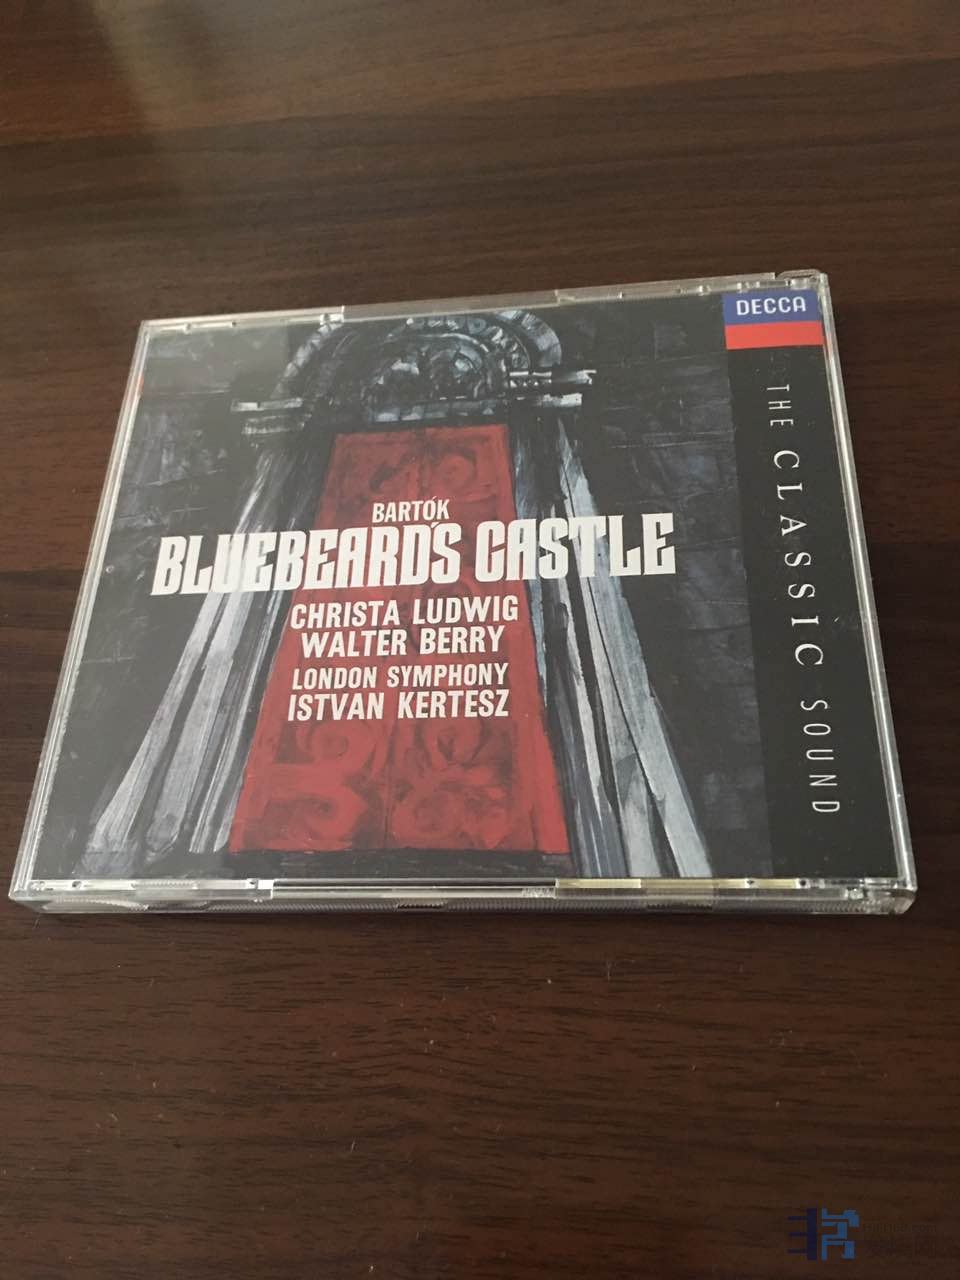 DECCA
THE CLASSIC SOUND
BARTÓK
BLUEBEARD'S CASTLE
CHRISTA LUDWIG
WALTER BERRY
LONDON SYMPHONY
ISTVAN KERTESZ